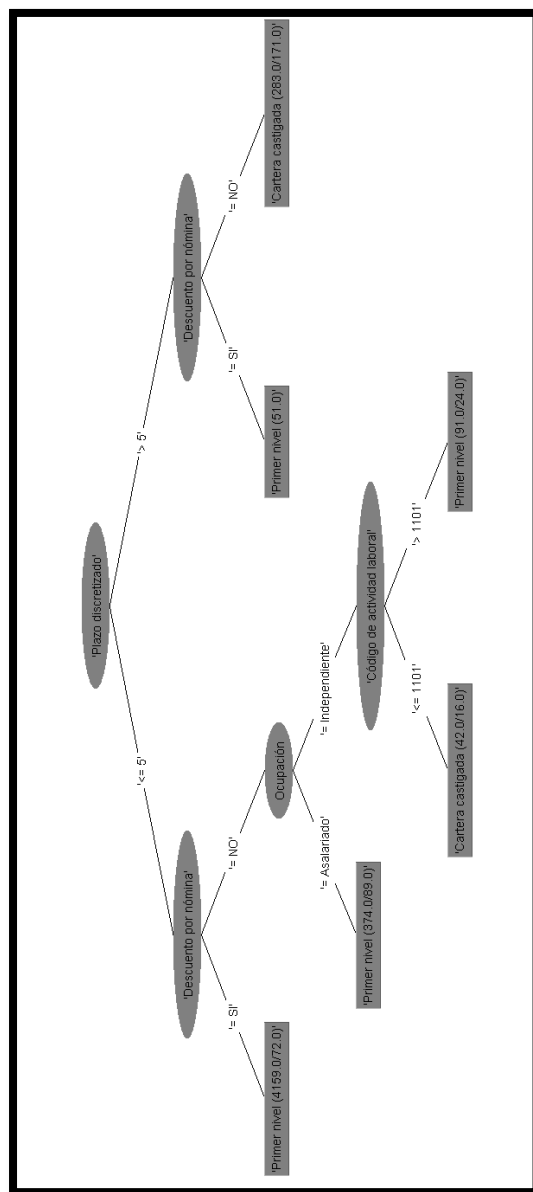 'Plazo discretizado'
'<= 5'
'> 5'
'Descuento por nómina'
'Descuento por nómina'
'= SI'
'= NO'
'= SI'
'= NO'
'Primer nivel (4159.0/72.0)'
Ocupación
'Primer nivel (51.0)'
'Cartera castigada (283.0/171.0)'
'= Asalariado'
'= Independiente'
'Primer nivel (374.0/89.0)'
'Código de actividad laboral'
'<= 1101'
'> 1101'
'Cartera castigada (42.0/16.0)'
'Primer nivel (91.0/24.0)'